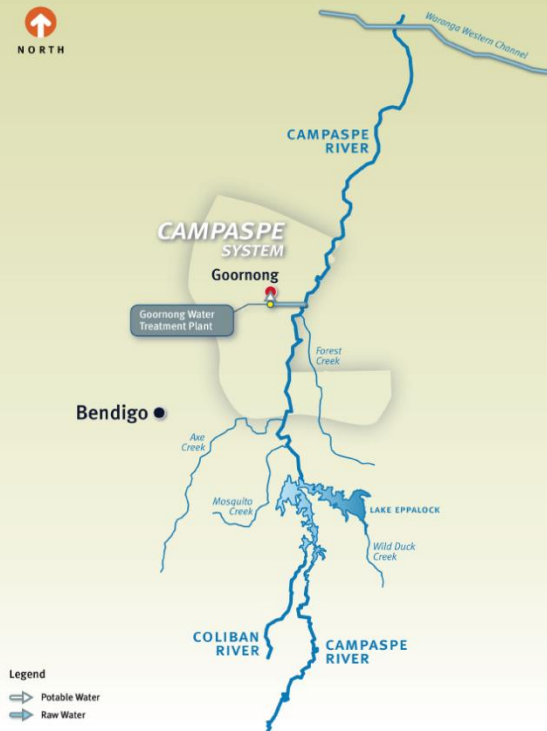 NORTH
Waranga Western Channel
CAMPASPE
RIVER
CAMPASPE
SYSTEM
Goornong
Goornong Water
Treatment Plant
Forest
Creek
Bendigo
Axe
Creek
Mosquito
Creek
LAKE EPPALOCK
Wild Duck
Creek
COLIBAN
RIVER
CAMPASPE
RIVER
Legend
Potable Water
Raw Water